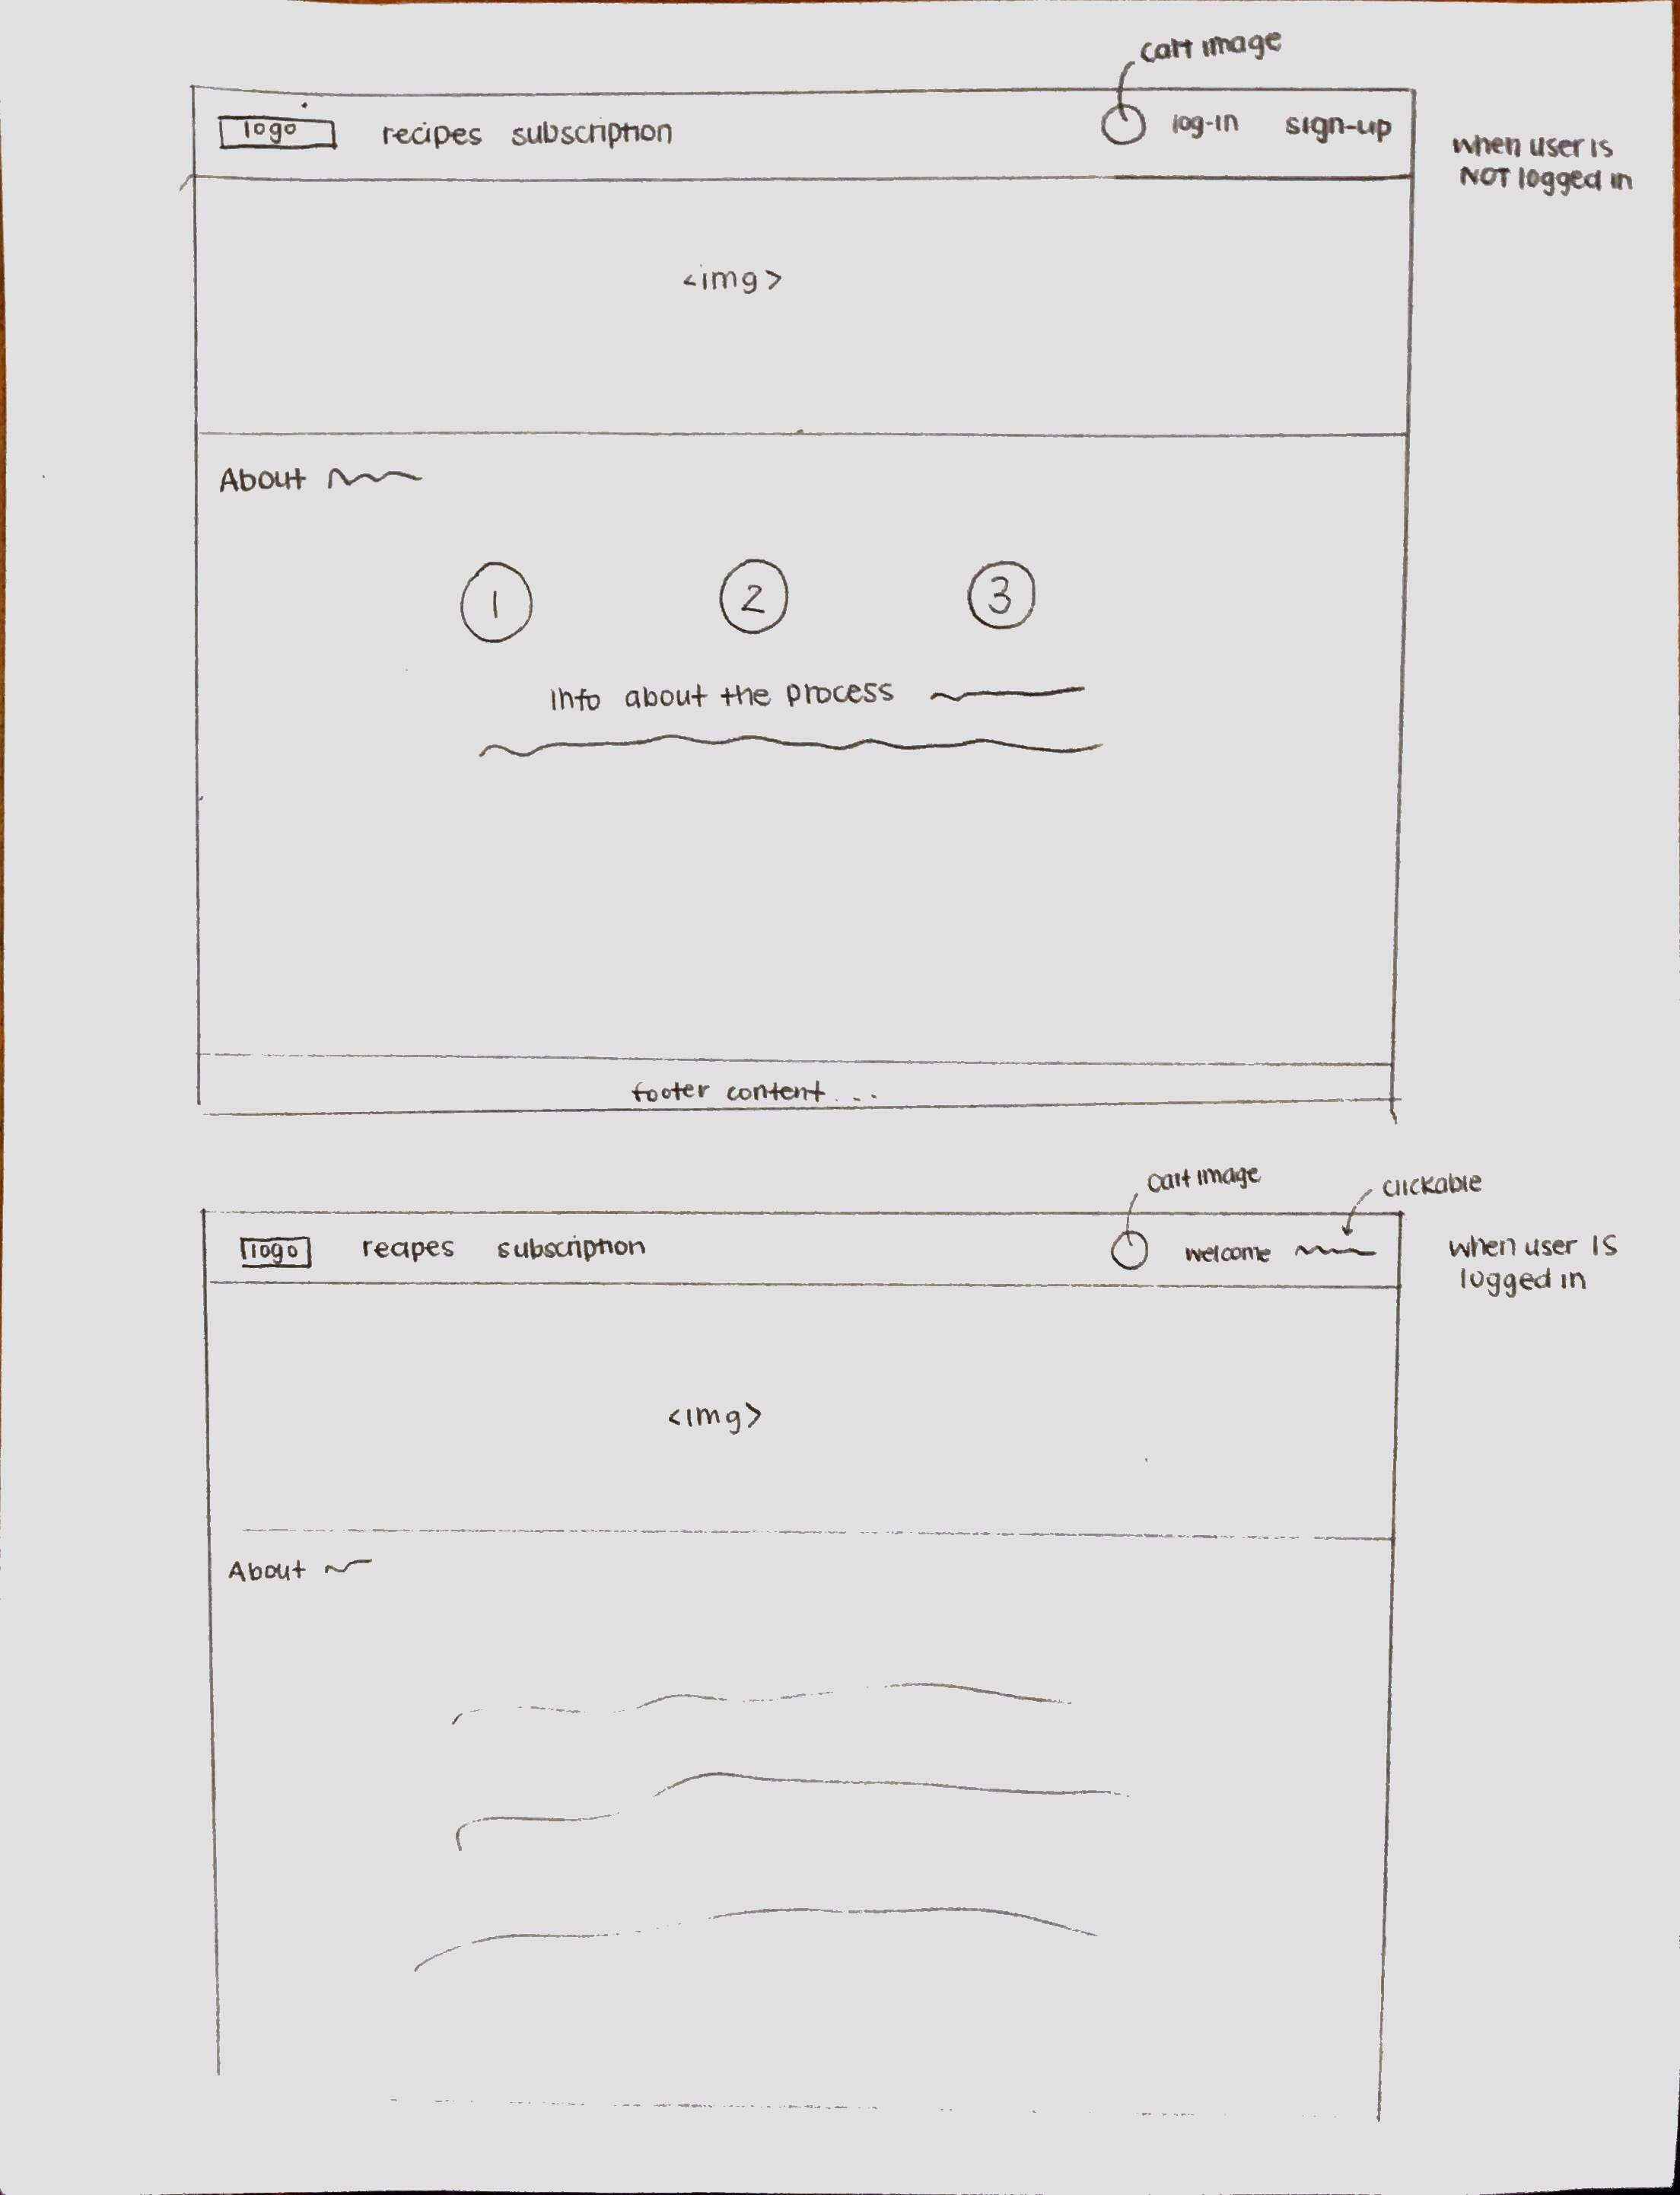 cart image
logo recipes subscription log-in sign-up
when user is
NOT logged in
<img>
About
1 2 3
info about the process
footer content...
cart image
clickable
logo recipes subscription welcome
when user IS
logged in
<img>
About